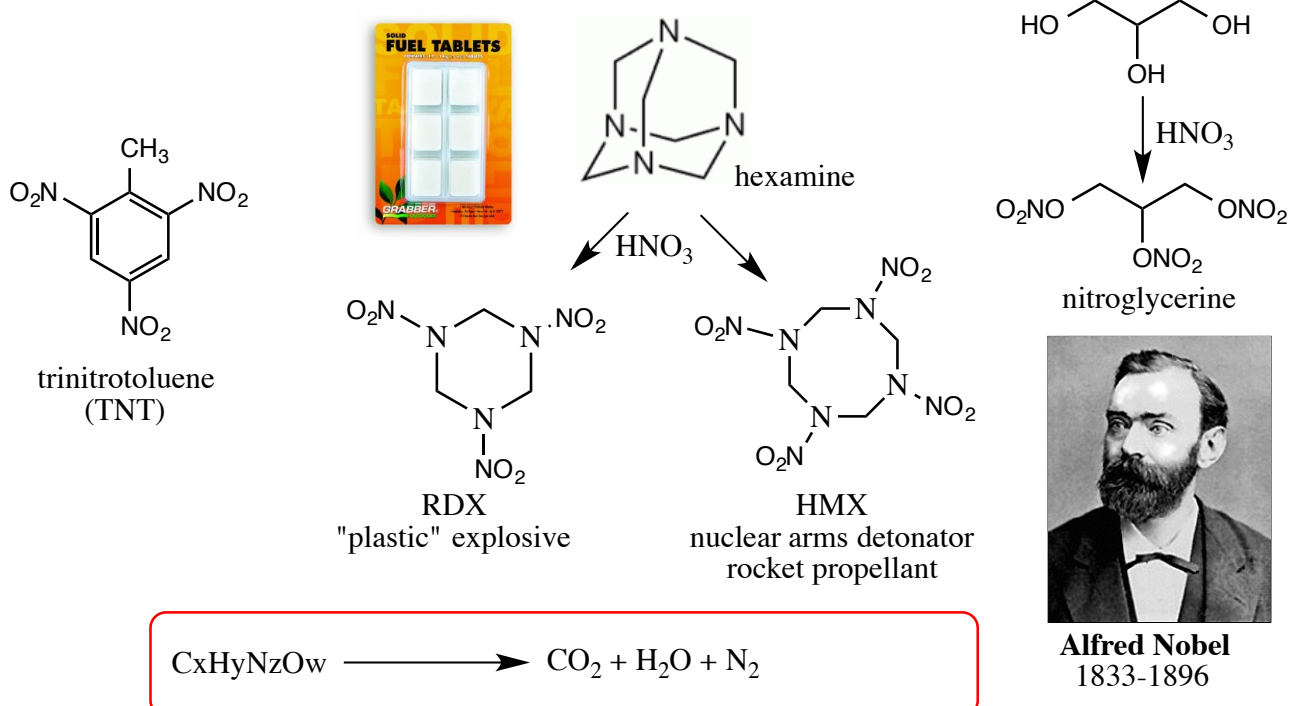 HO
OH
OH
HNO3
O2NO
ONO2
ONO2
nitroglycerine
SOLID
FUEL TABLETS
GRABBER
N
N
N
N
hexamine
CH3
O2N
NO2
NO2
trinitrotoluene
(TNT)
HNO3
O2N
N
N
NO2
N
NO2
RDX
"plastic" explosive
NO2
N
O2N
N
N
NO2
N
O2N
HMX
nuclear arms detonator
rocket propellant
Alfred Nobel
1833-1896
CxHyNzOw CO2 + H2O + N2